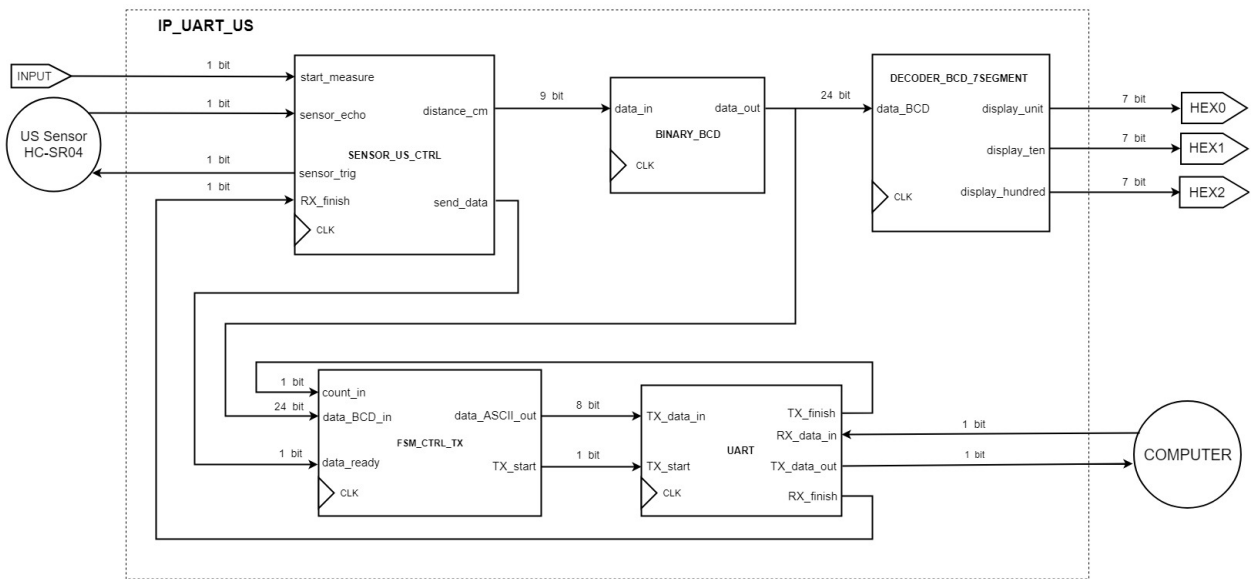 IP_UART_US
INPUT
US Sensor
HC-SR04
1 bit
1 bit
1 bit
1 bit
start_measure
sensor_echo
distance_cm
SENSOR_US_CTRL
sensor_trig
RX_finish
send_data
CLK
9 bit
data_in
data_out
BINARY_BCD
CLK
24 bit
DECODER_BCD_7SEGMENT
data_BCD
display_unit
display_ten
display_hundred
CLK
7 bit
HEX0
7 bit
HEX1
7 bit
HEX2
1 bit
count_in
24 bit
data_BCD_in
data_ASCII_out
FSM_CTRL_TX
1 bit
data_ready
TX_start
CLK
8 bit
1 bit
TX_data_in
TX_finish
RX_data_in
UART
TX_start
TX_data_out
CLK
RX_finish
1 bit
1 bit
COMPUTER